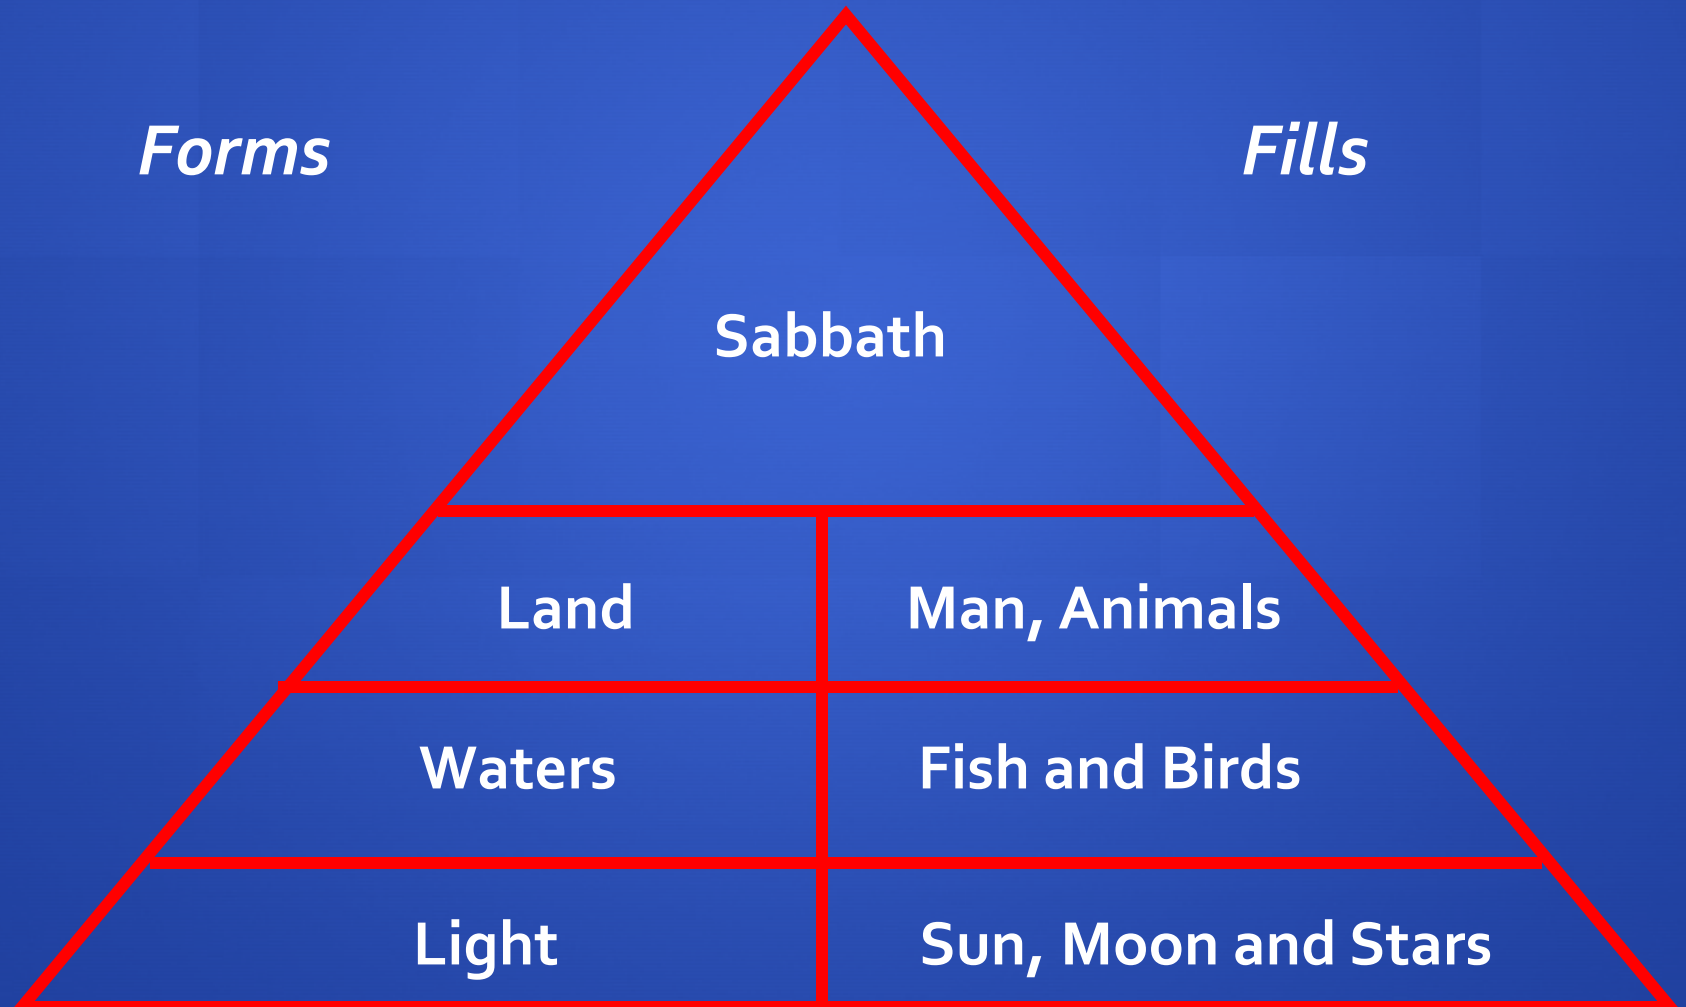 Forms
Fills
Sabbath
Land
Man, Animals
Waters
Fish and Birds
Light
Sun, Moon and Stars